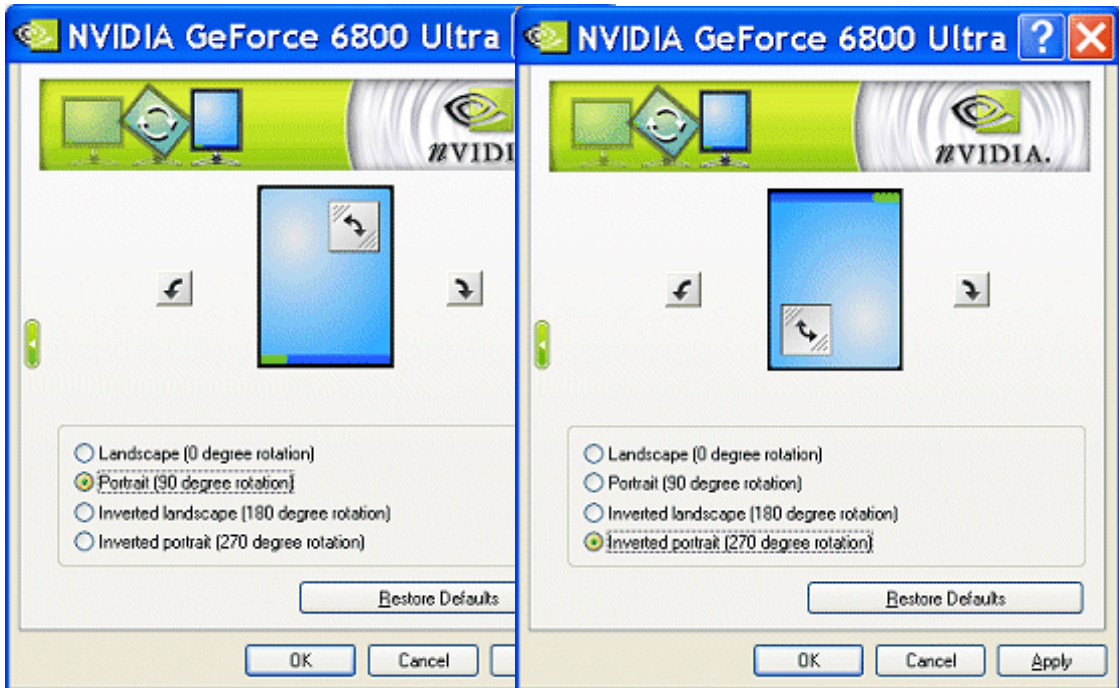 NVIDIA GeForce 6800 Ultra
NVIDI
Landscape (0 degree rotation)
Portrait (90 degree rotation)
Inverted landscape (180 degree rotation)
Inverted portrait (270 degree rotation)
Restore Defaults
OK Cancel
NVIDIA GeForce 6800 Ultra ?
NVIDIA.
Landscape (0 degree rotation)
Portrait (90 degree rotation)
Inverted landscape (180 degree rotation)
Inverted portrait (270 degree rotation)
Restore Defaults
OK Cancel Apply